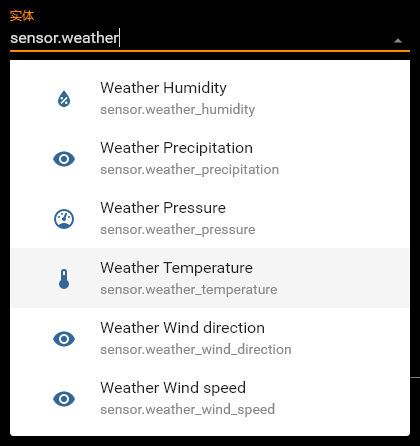 实体
sensor.weather
Weather Humidity
sensor.weather_humidity
Weather Precipitation
sensor.weather_precipitation
Weather Pressure
sensor.weather_pressure
Weather Temperature
sensor.weather_temperature
Weather Wind direction
sensor.weather_wind_direction
Weather Wind speed
sensor.weather_wind_speed